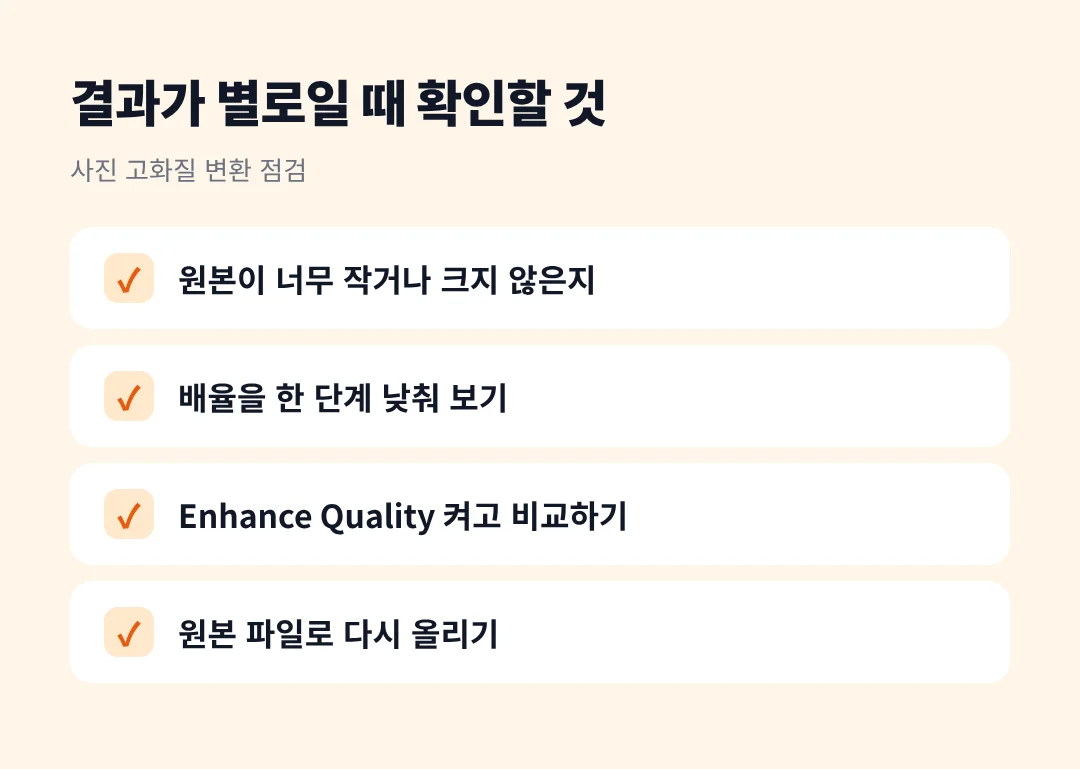 결과가 별로일 때 확인할 것
사진 고화질 변환 점검
✓ 원본이 너무 작거나 크지 않은지
✓ 배율을 한 단계 낮춰 보기
✓ Enhance Quality 켜고 비교하기
✓ 원본 파일로 다시 올리기